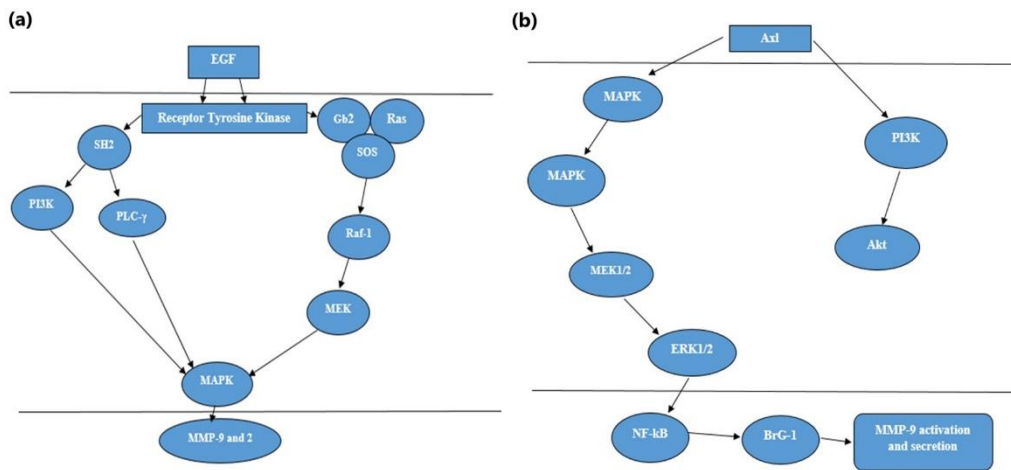 (a)
EGF
Receptor Tyrosine Kinase
Gb2
Ras
SOS
SH2
PI3K
PLC-γ
Raf-1
MEK
MAPK
MMP-9 and 2
(b)
Axl
MAPK
PI3K
MAPK
Akt
MEK1/2
ERK1/2
NF-kB
BrG-1
MMP-9 activation
and secretion